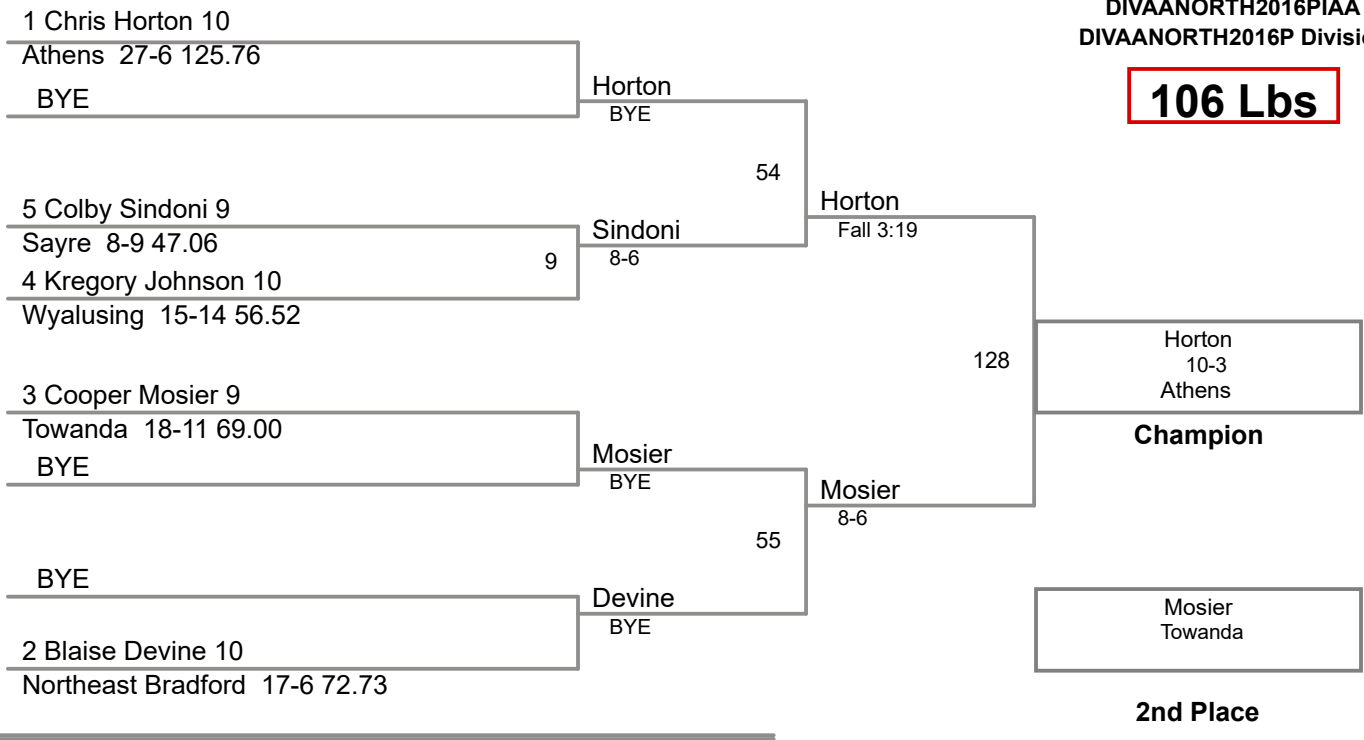 DIVAANORTH2016PIAA
DIVAANORTH2016P
106 Lbs
1 Chris Horton 10
Athens 27-6 125.76
BYE
Horton
BYE
54
5 Colby Sindoni 9
Sayre 8-9 47.06
4 Kregory Johnson 10
Wyalusing 15-14 56.52
9
Sindoni
8-6
Horton
Fall 3:19
128
Horton
10-3
Athens
Champion
3 Cooper Mosier 9
Towanda 18-11 69.00
BYE
Mosier
BYE
55
Mosier
8-6
BYE
Devine
BYE
2 Blaise Devine 10
Northeast Bradford 17-6 72.73
Mosier
Towanda
2nd Place